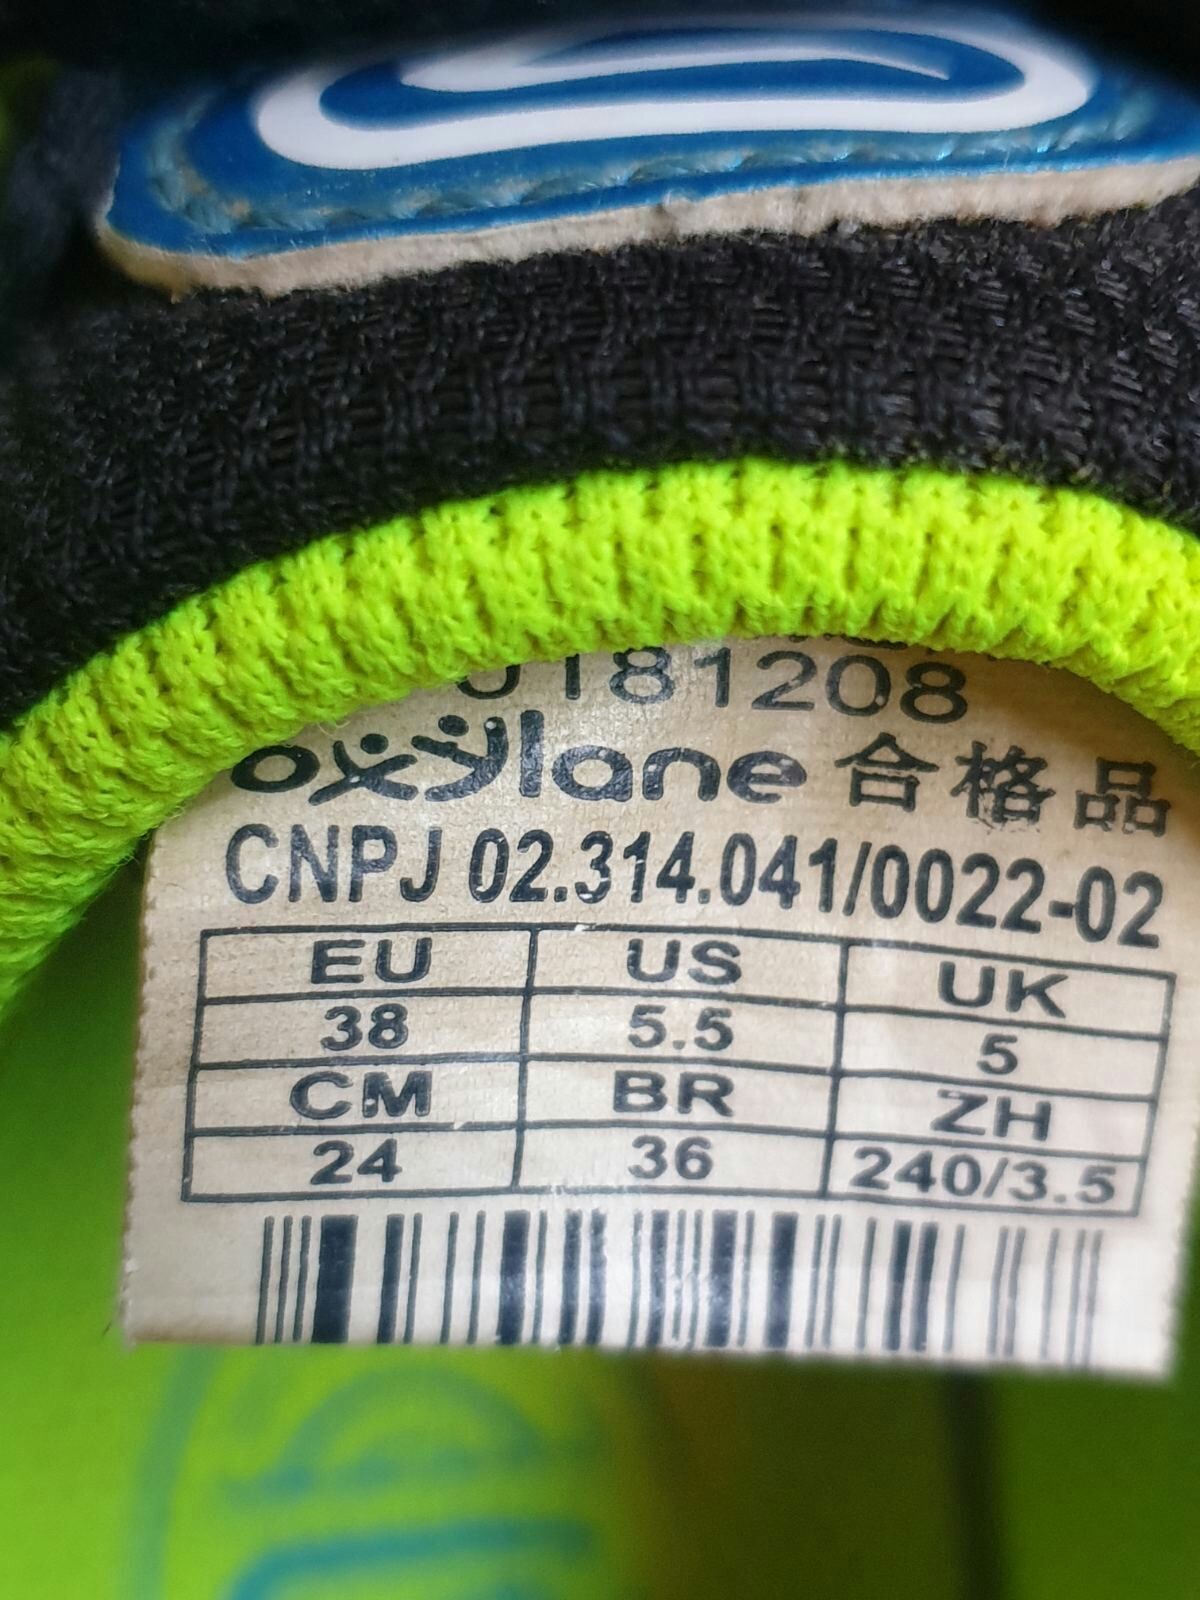 0181208
oxylane 合格品
CNPJ 02.314.041/0022-02
EU US UK
38 5.5 5
CM BR ZH
24 36 240/3.5